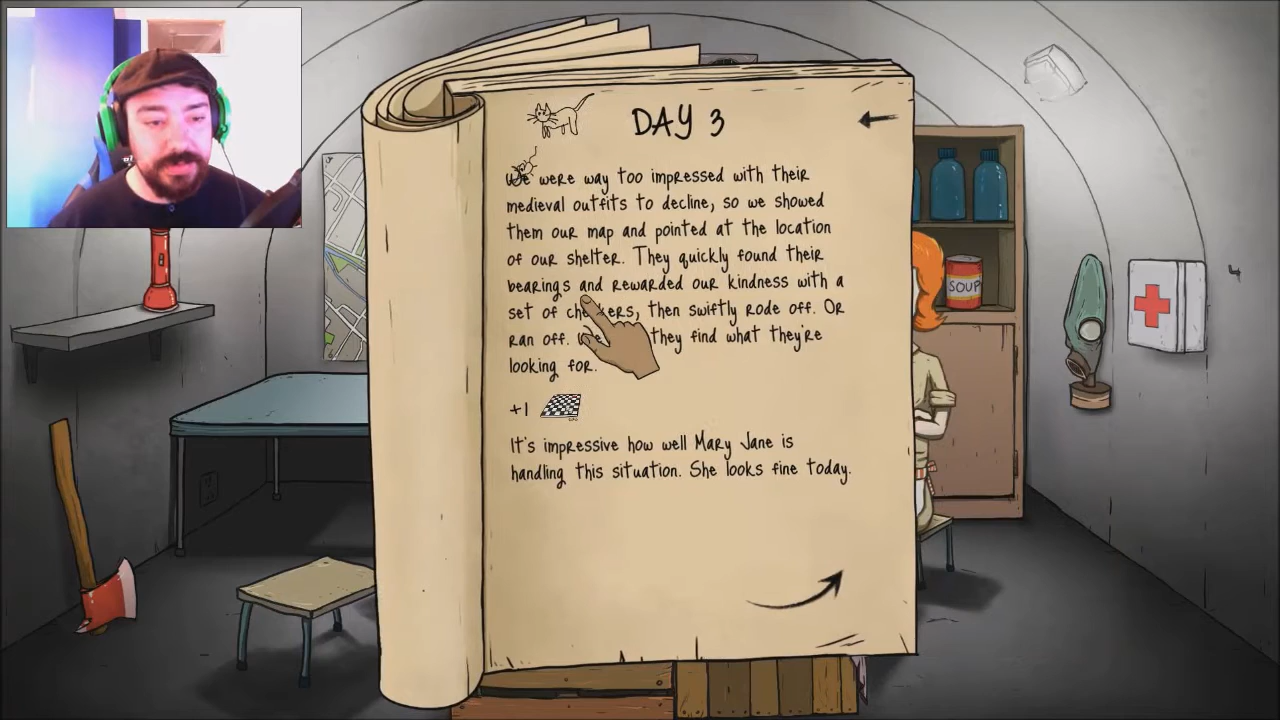 DAY 3
We were way too impressed with their
medieval outfits to decline, so we showed
them our map and pointed at the location
of our shelter. They quickly found their
bearings and rewarded our kindness with a
set of checkers, then swiftly rode off. Or
ran off. they find what they're
looking for.
+1
It's impressive how well Mary Jane is
handling this situation. She looks fine today.
SOUP